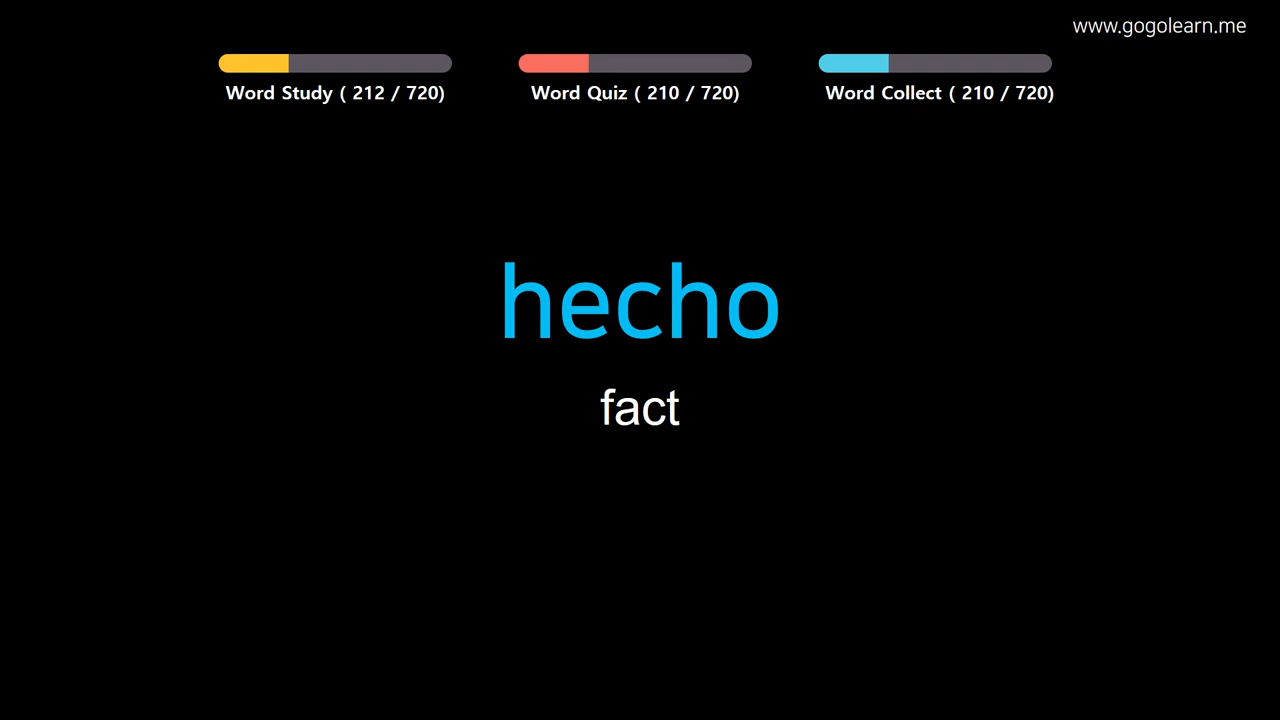 www.gogolearn.me
Word Study ( 212 / 720)
Word Quiz ( 210 / 720)
Word Collect ( 210 / 720)
hecho
fact